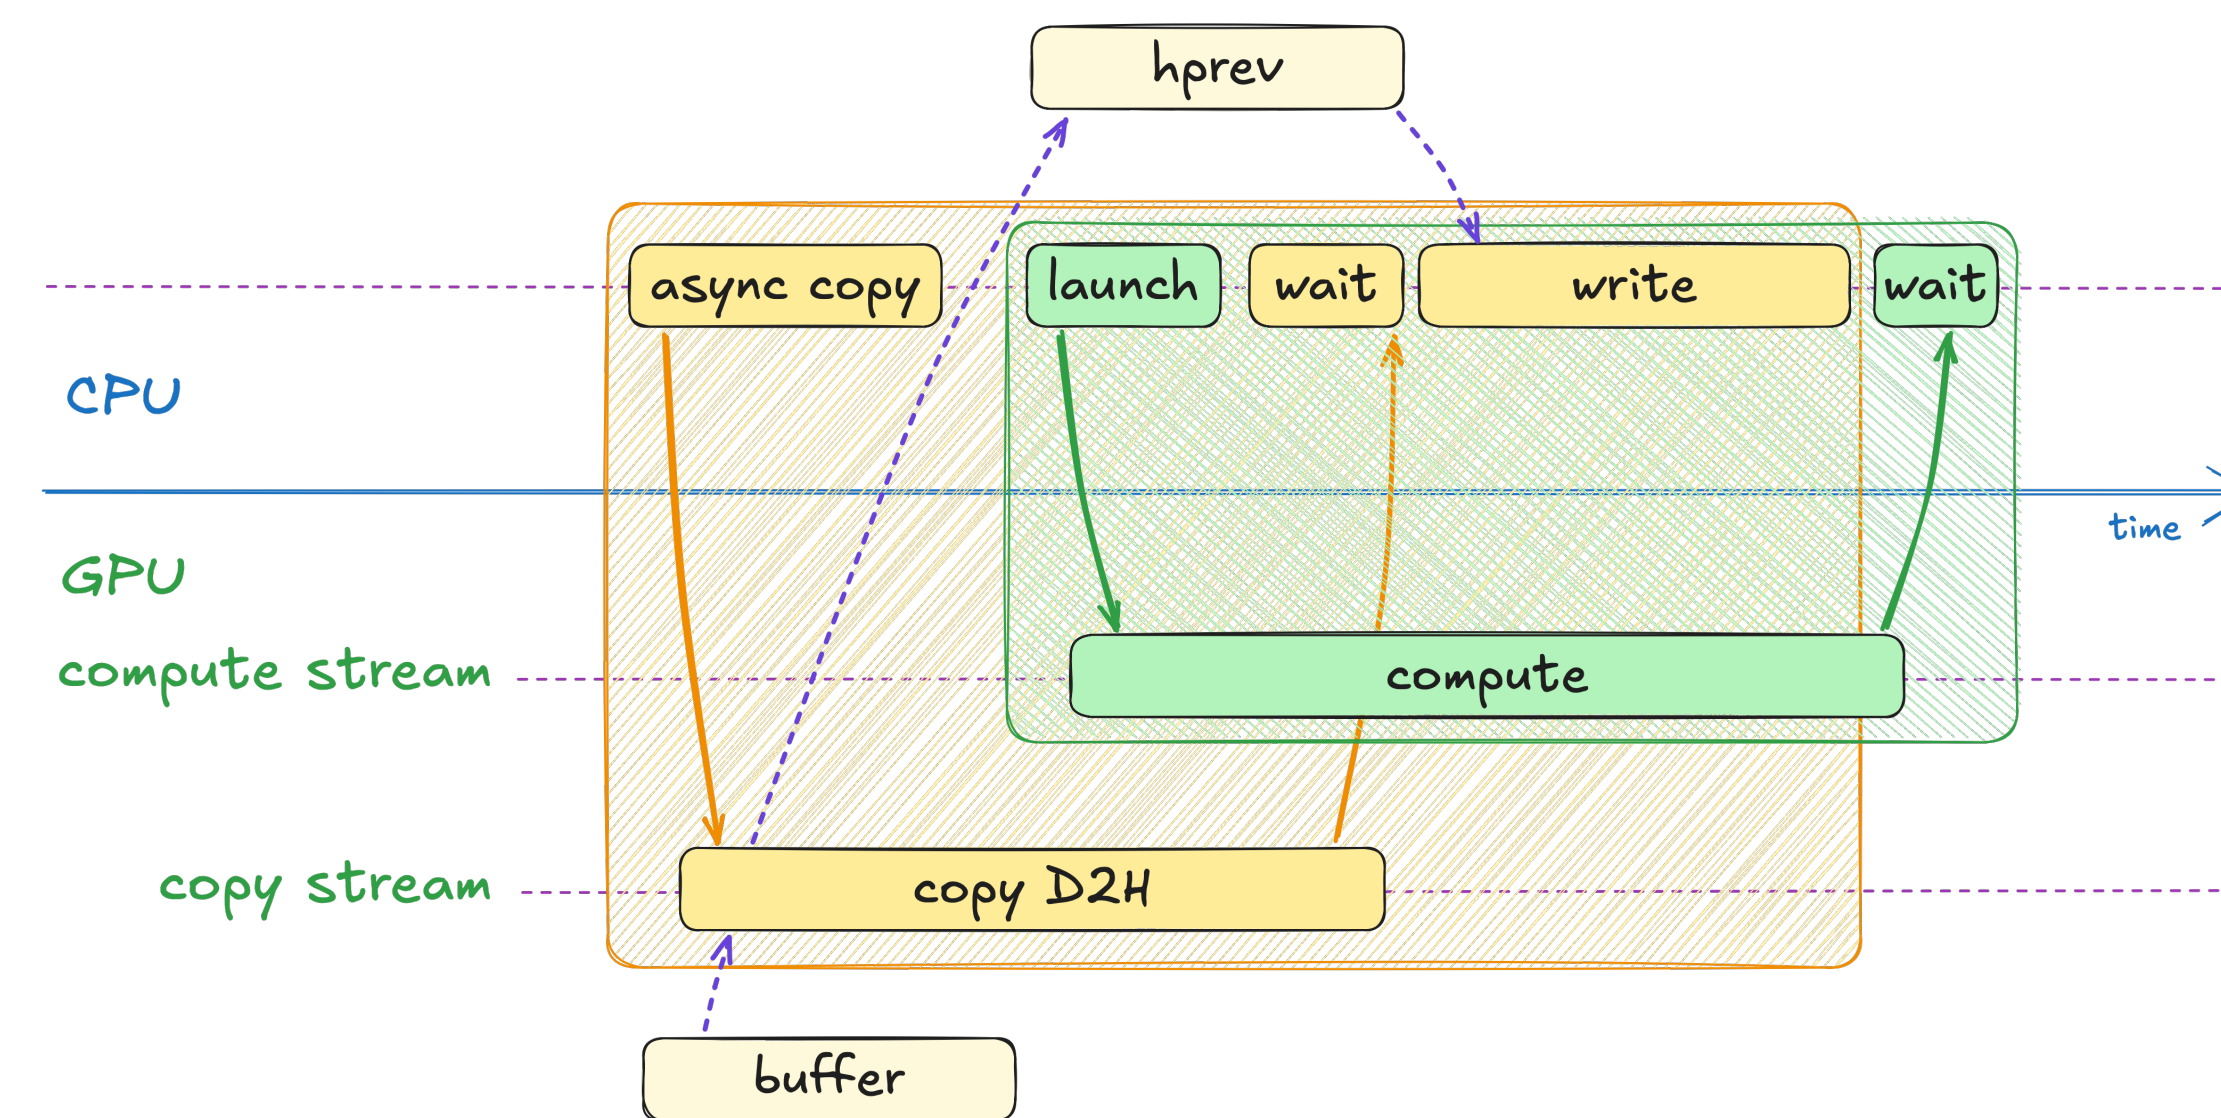 hprev
async copy
launch
wait
write
wait
CPU
time
GPU
compute stream
compute
copy stream
copy D2H
buffer